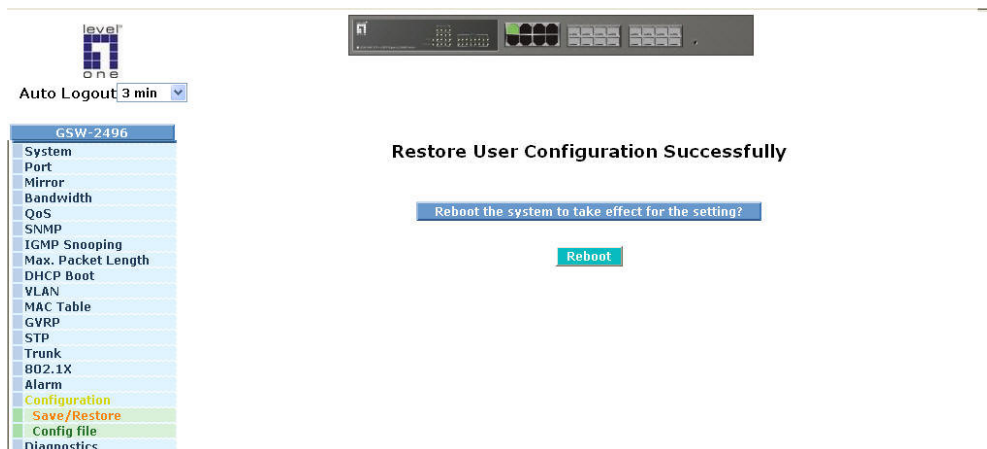 level
one
Auto Logout 3 min
GSW-2496
System
Port
Mirror
Bandwidth
QoS
SNMP
IGMP Snooping
Max. Packet Length
DHCP Boot
VLAN
MAC Table
GVRP
STP
Trunk
802.1X
Alarm
Configuration
Save/Restore
Config file
Diagnostics
Restore User Configuration Successfully
Reboot the system to take effect for the setting?
Reboot